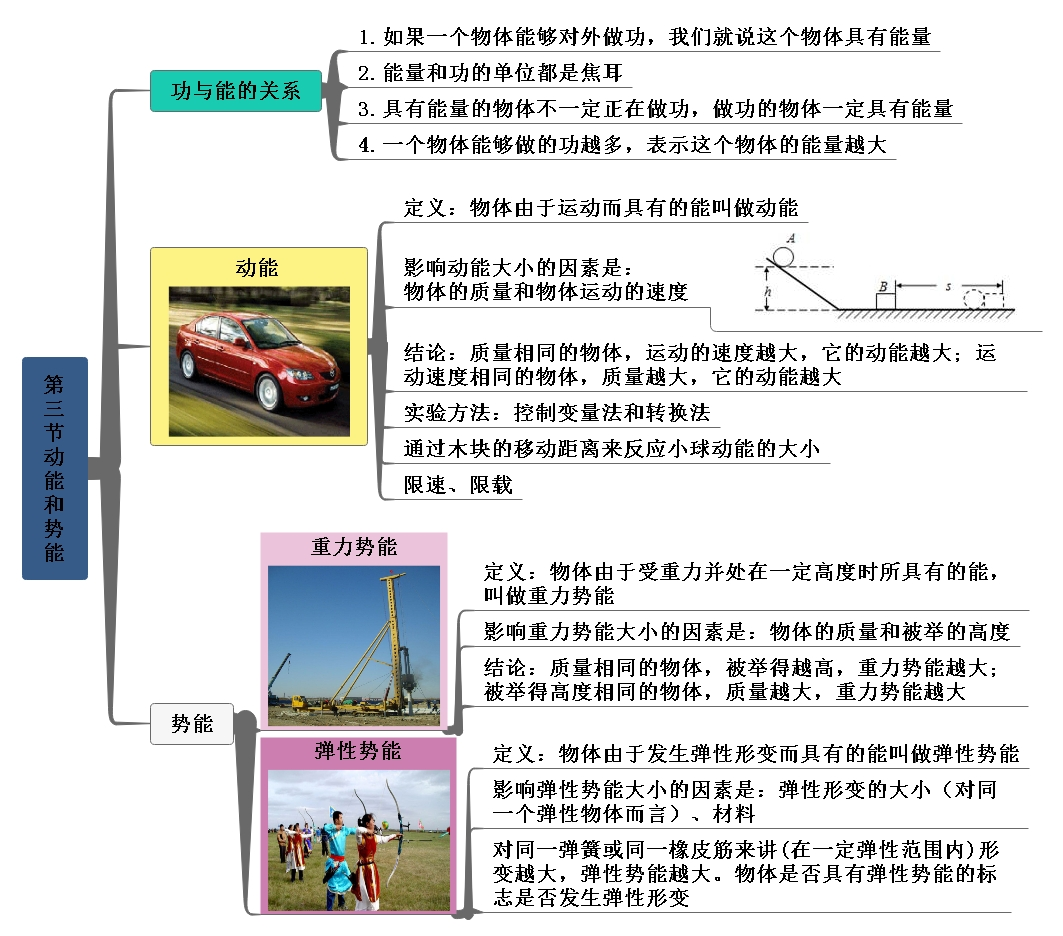 第三节动能和势能
功与能的关系
1.如果一个物体能够对外做功，我们就说这个物体具有能量
2.能量和功的单位都是焦耳
3.具有能量的物体不一定正在做功，做功的物体一定具有能量
4.一个物体能够做的功越多，表示这个物体的能量越大
动能
定义：物体由于运动而具有的能叫做动能
影响动能大小的因素是：
物体的质量和物体运动的速度
A
h
B
s
结论：质量相同的物体，运动的速度越大，它的动能越大；运
动速度相同的物体，质量越大，它的动能越大
实验方法：控制变量法和转换法
通过木块的移动距离来反应小球动能的大小
限速、限载
势能
重力势能
定义：物体由于受重力并处在一定高度时所具有的能，
叫做重力势能
影响重力势能大小的因素是：物体的质量和被举的高度
结论：质量相同的物体，被举得越高，重力势能越大；
被举得高度相同的物体，质量越大，重力势能越大
弹性势能
定义：物体由于发生弹性形变而具有的能叫做弹性势能
影响弹性势能大小的因素是：弹性形变的大小（对同
一个弹性物体而言）、材料
对同一弹簧或同一橡皮筋来讲(在一定弹性范围内)形
变越大，弹性势能越大。物体是否具有弹性势能的标
志是否发生弹性形变